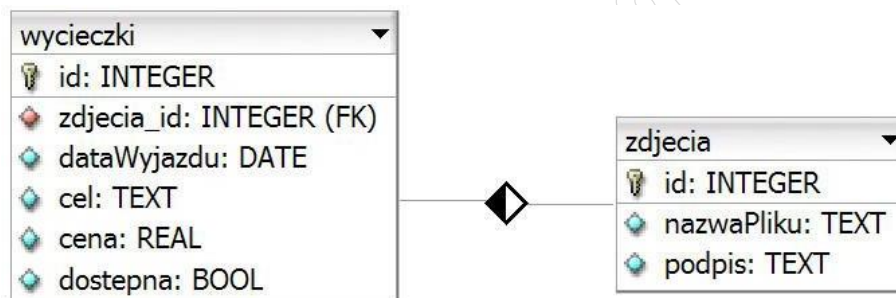 wycieczki
id: INTEGER
zdjecia_id: INTEGER (FK)
dataWyjazdu: DATE
cel: TEXT
cena: REAL
dostepna: BOOL
zdjecia
id: INTEGER
nazwaPliku: TEXT
podpis: TEXT